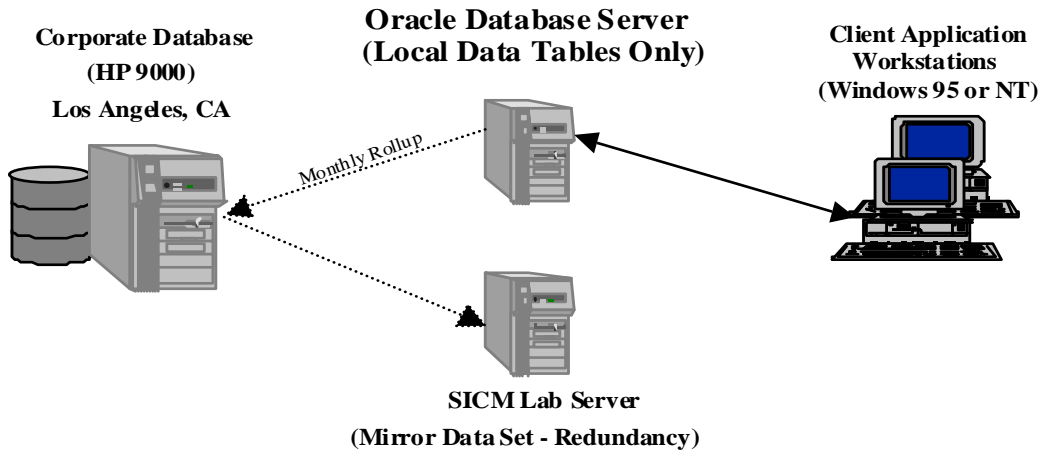 Oracle Database Server
(Local Data Tables Only)
Corporate Database
(HP 9000)
Los Angeles, CA
Client Application
Workstations
(Windows 95 or NT)
Monthly Rollup
SICM Lab Server
(Mirror Data Set - Redundancy)